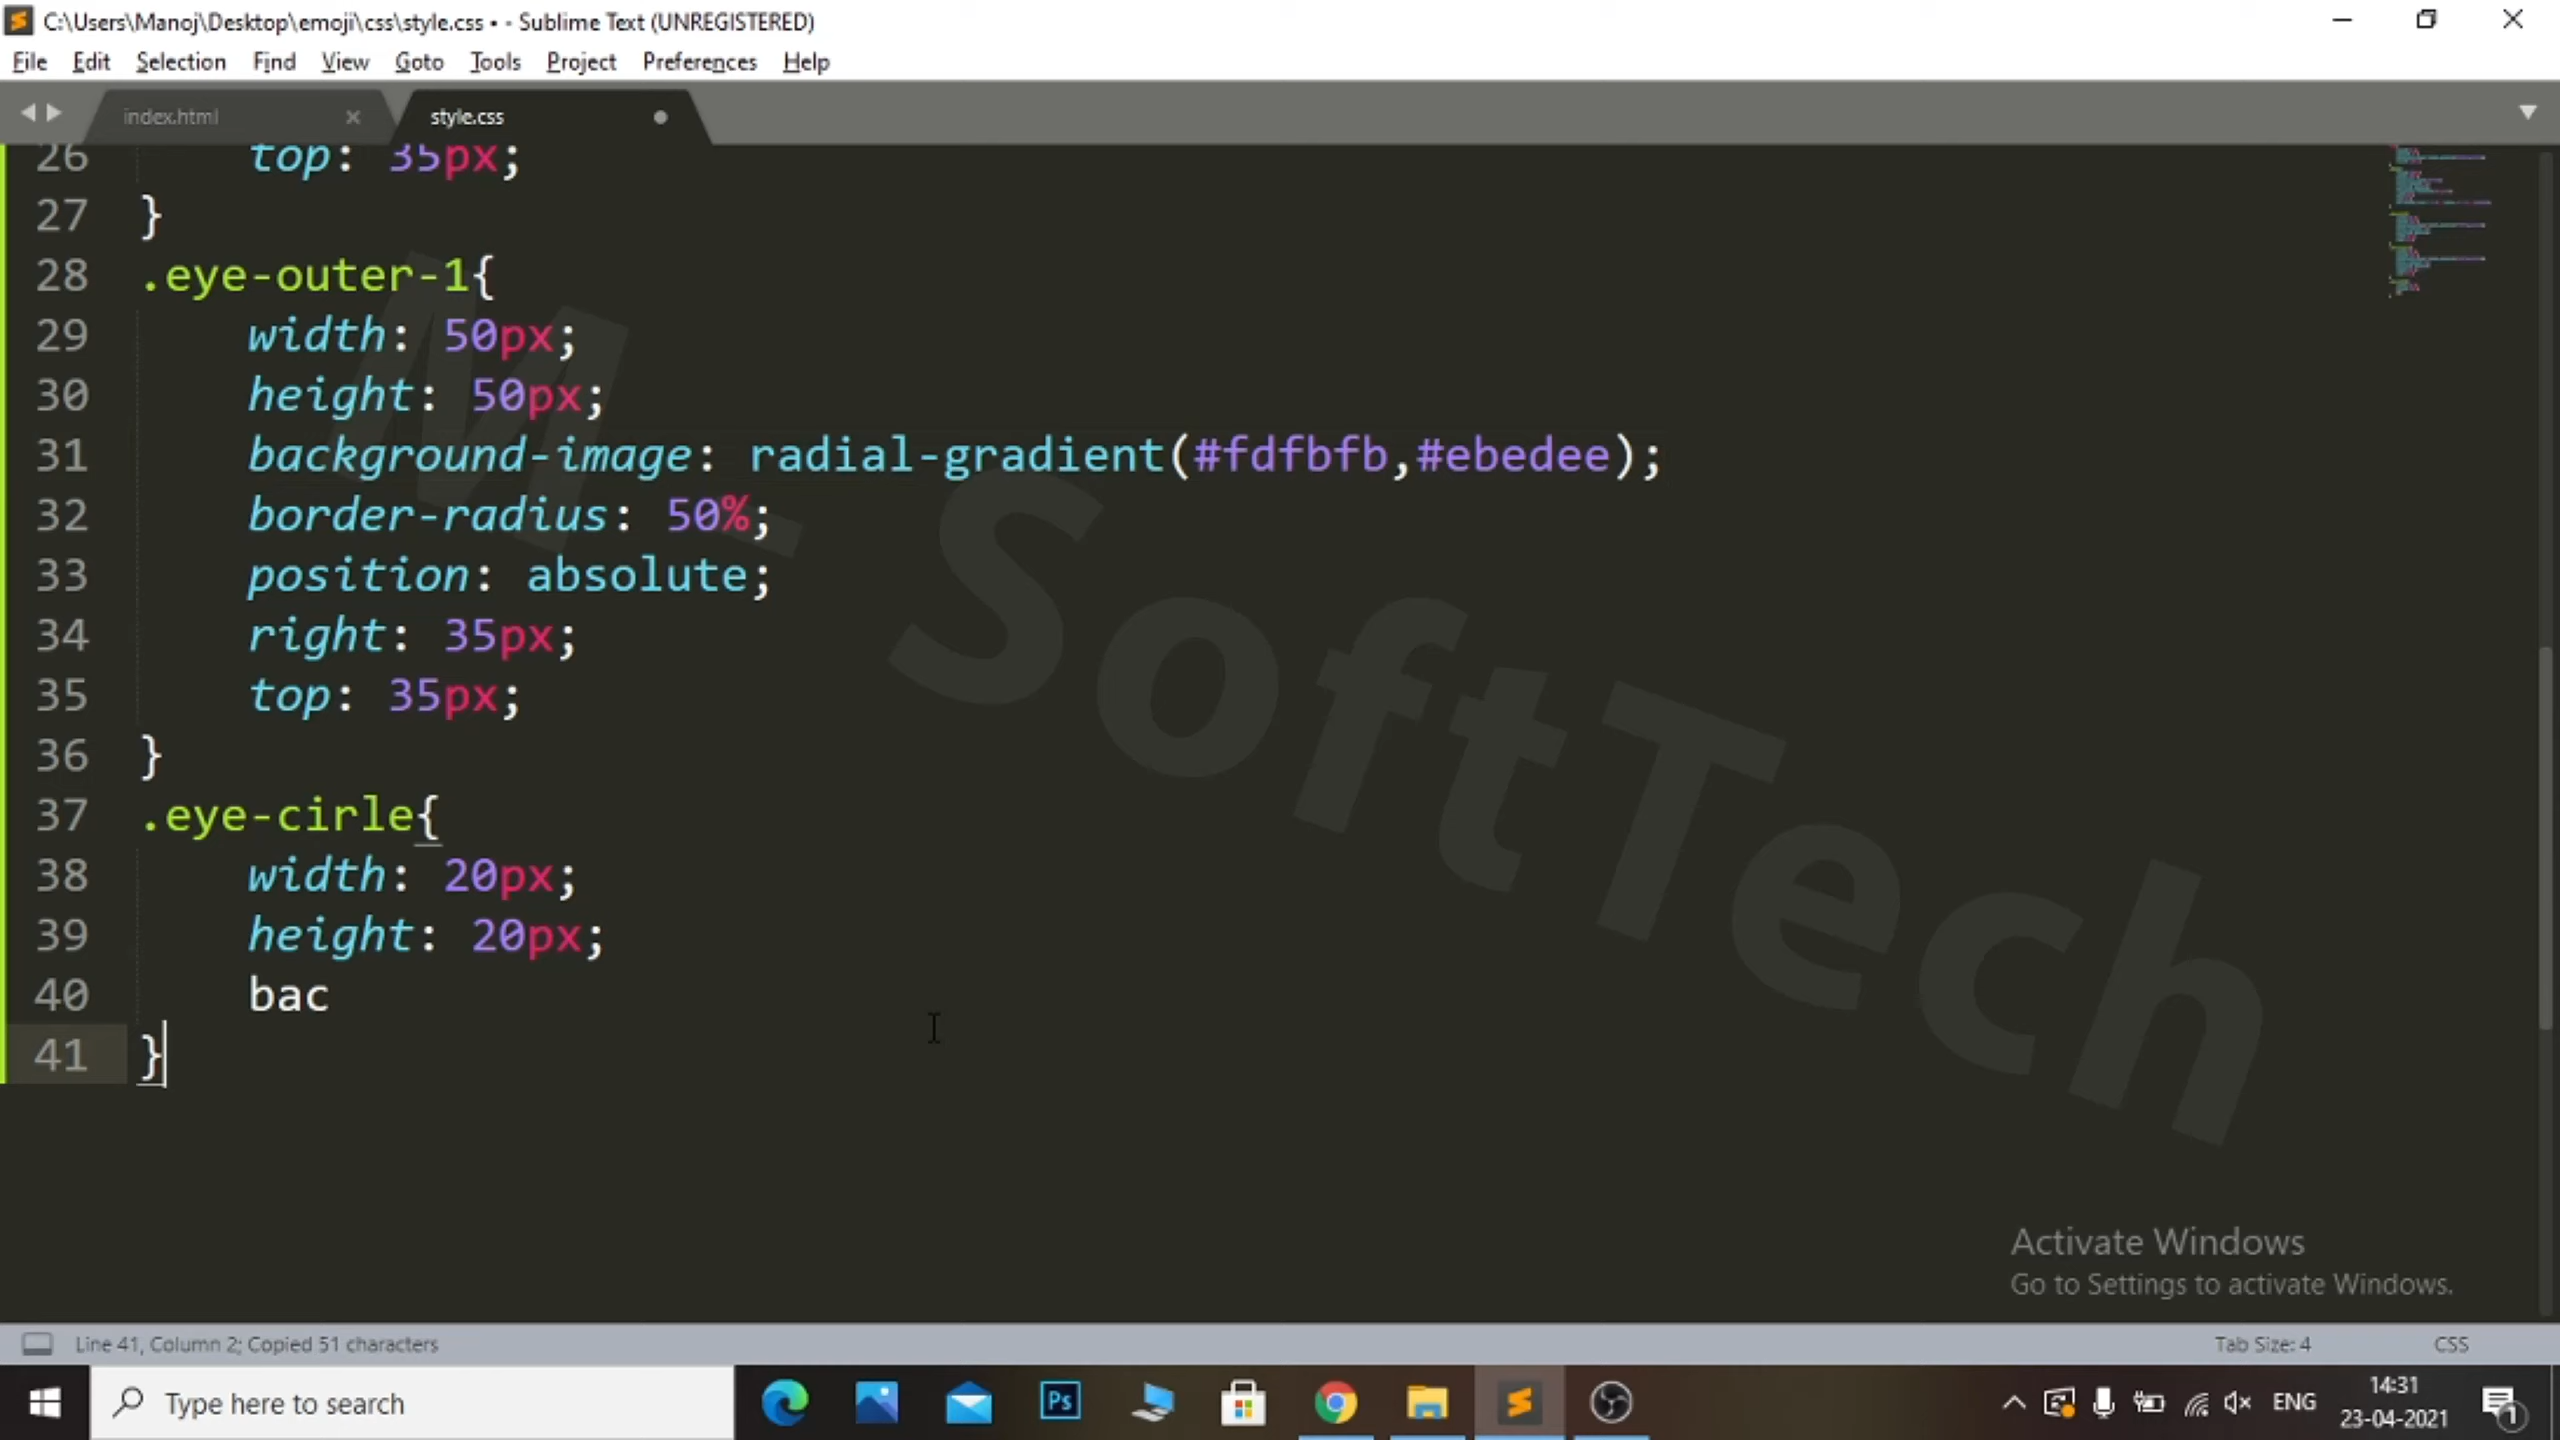 C:\Users\Manoj\Desktop\emoji\css\style.css • - Sublime Text (UNREGISTERED)
File Edit Selection Find View Goto Tools Project Preferences Help
index.html style.css
26 top: 35px;
27 }
28 .eye-outer-1{
29 width: 50px;
30 height: 50px;
31 background-image: radial-gradient(#fdfbfb,#ebedee);
32 border-radius: 50%;
33 position: absolute;
34 right: 35px;
35 top: 35px;
36 }
37 .eye-cirle{
38 width: 20px;
39 height: 20px;
40 bac
41 }
M - SoftTech
Activate Windows
Go to Settings to activate Windows.
Line 41, Column 2; Copied 51 characters Tab Size: 4 CSS
Type here to search Ps ENG 14:31
23-04-2021 1